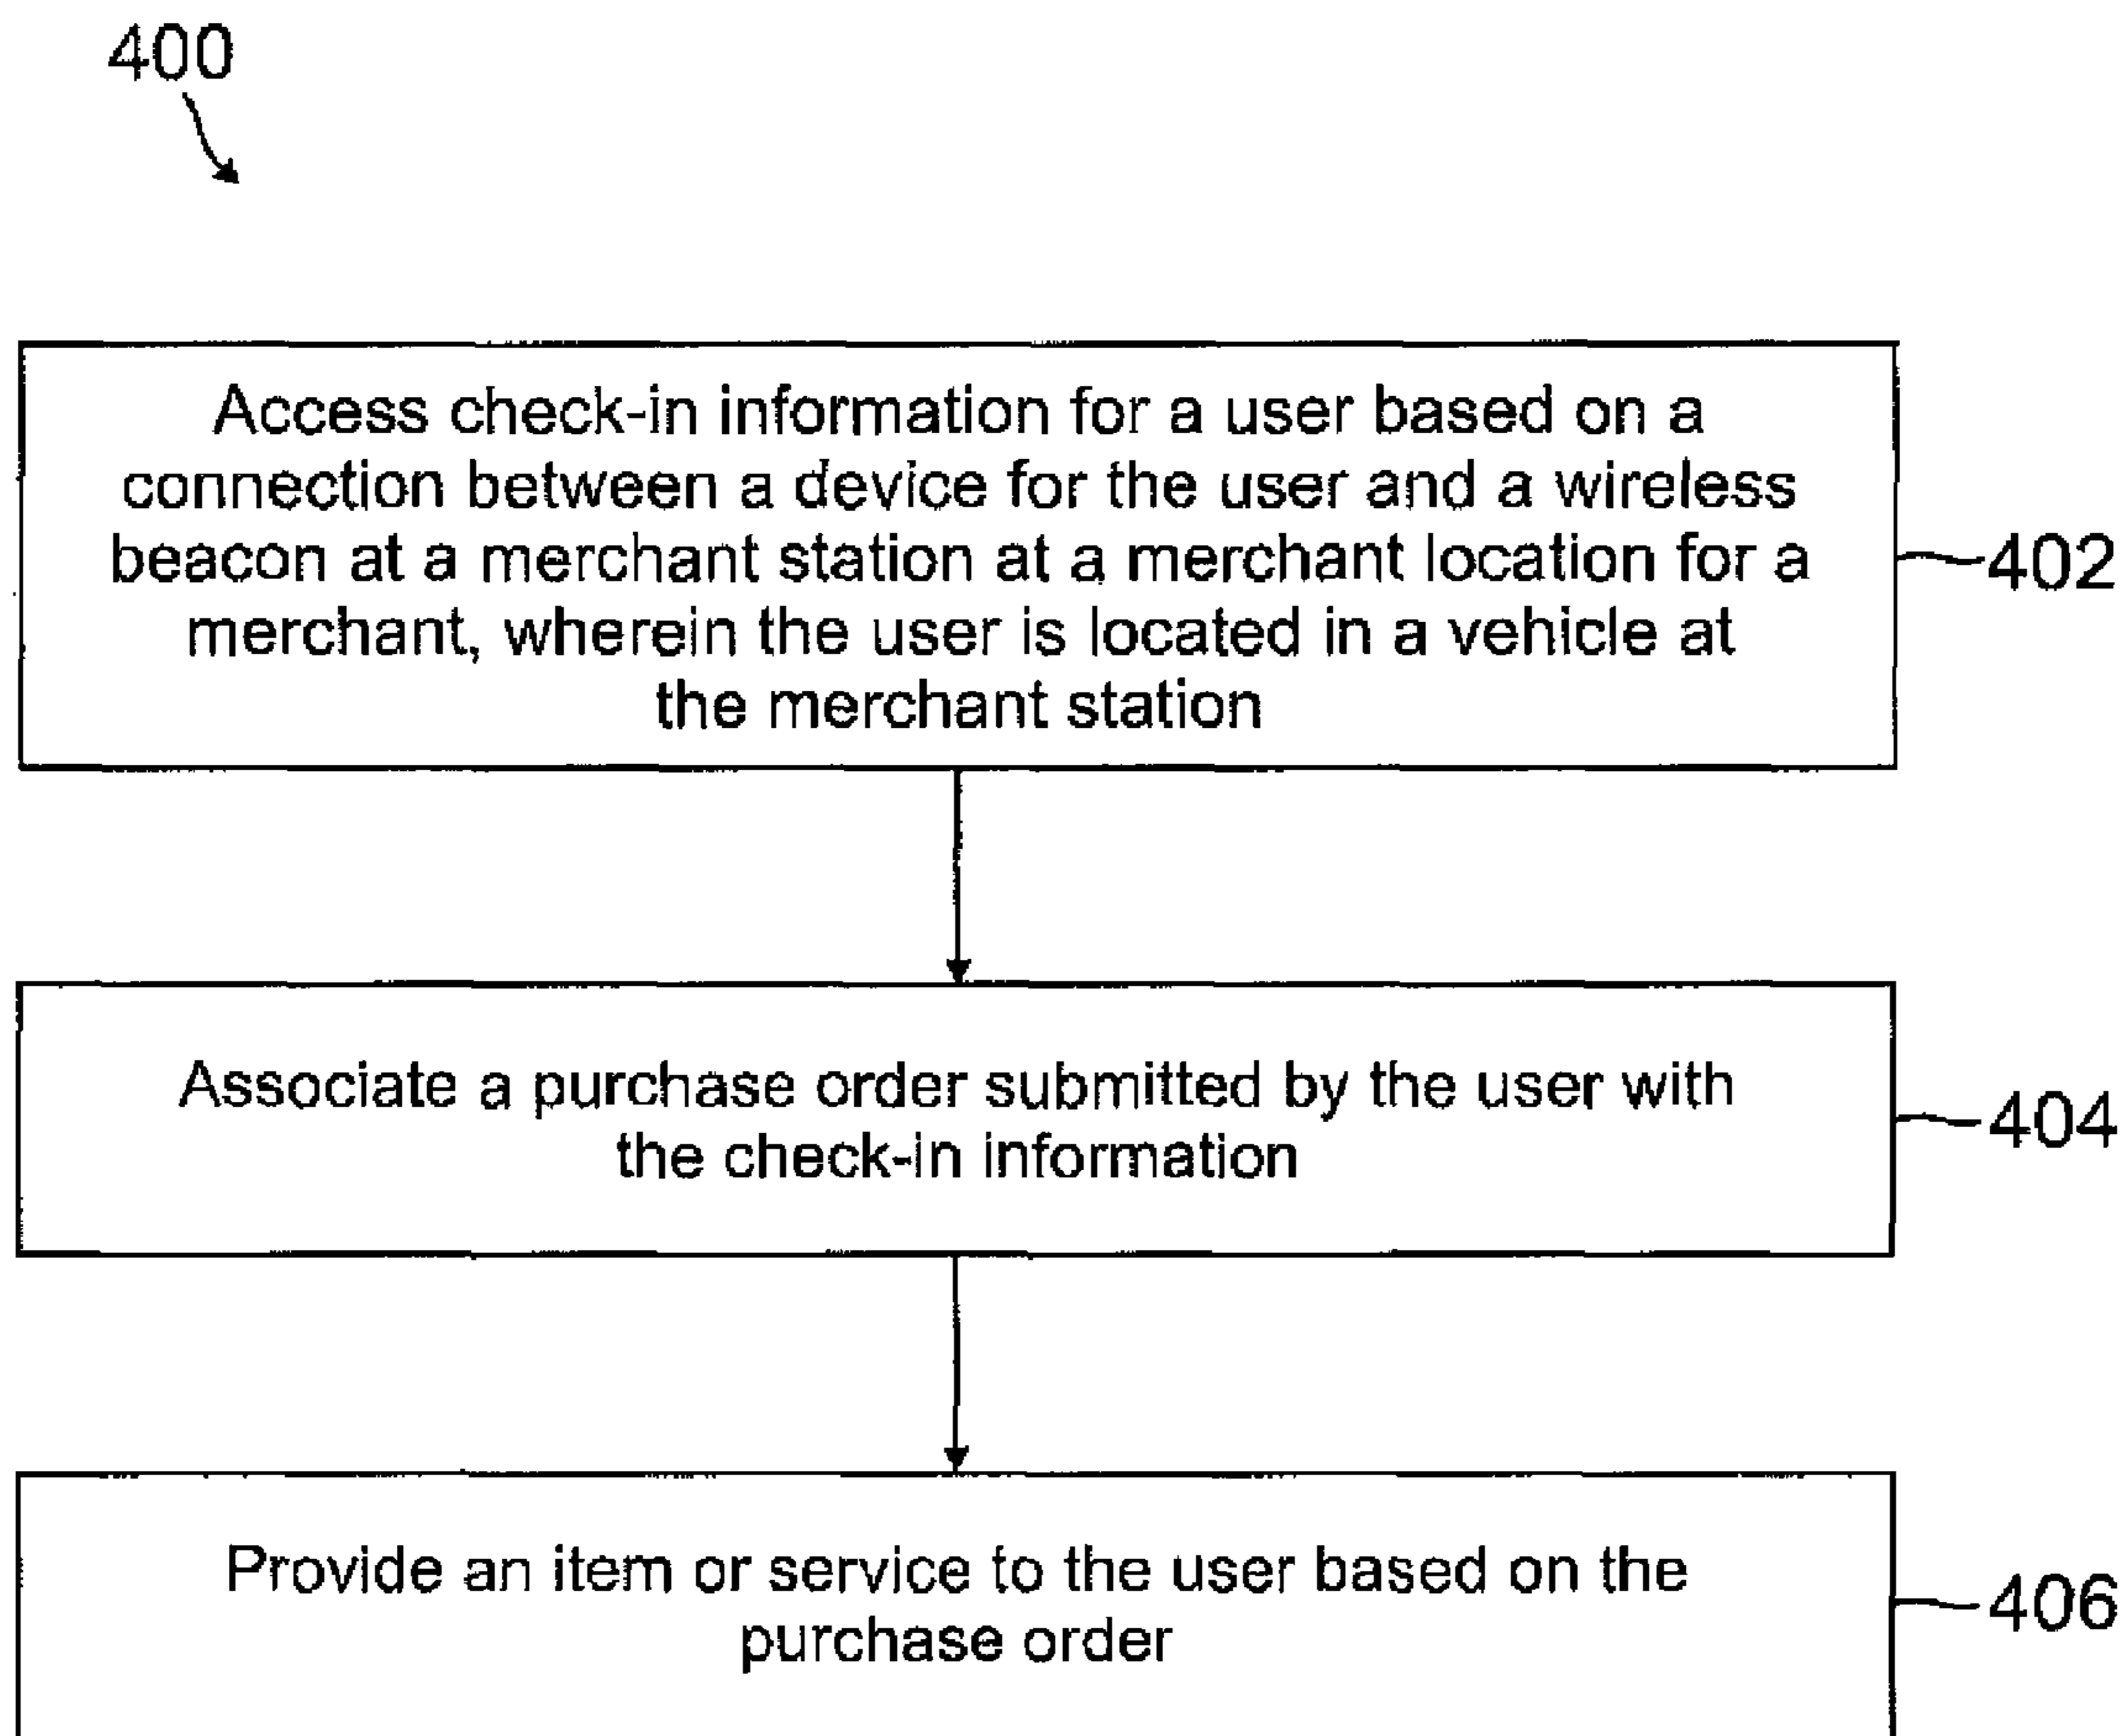 400
Access check-in information for a user based on a
connection between a device for the user and a wireless
beacon at a merchant station at a merchant location for a
merchant, wherein the user is located in a vehicle at
the merchant station
402
Associate a purchase order submitted by the user with
the check-in information
404
Provide an item or service to the user based on the
purchase order
406